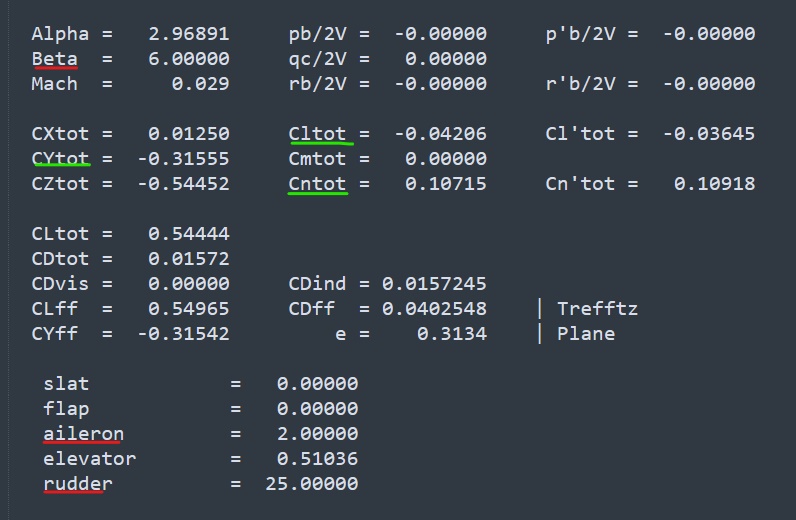 Alpha =   2.96891     pb/2V =  -0.00000     p'b/2V =  -0.00000
Beta  =   6.00000     qc/2V =   0.00000
Mach  =     0.029     rb/2V =  -0.00000     r'b/2V =  -0.00000
CXtot =   0.01250     Cltot =  -0.04206     Cl'tot =  -0.03645
CYtot =  -0.31555     Cmtot =   0.00000
CZtot =  -0.54452     Cntot =   0.10715     Cn'tot =   0.10918
CLtot =   0.54444
CDtot =   0.01572
CDvis =   0.00000     CDind = 0.0157245
CLff  =   0.54965     CDff  = 0.0402548    | Trefftz
CYff  =  -0.31542         e =    0.3134    | Plane
slat            =   0.00000
flap            =   0.00000
aileron         =   2.00000
elevator        =   0.51036
rudder          =  25.00000